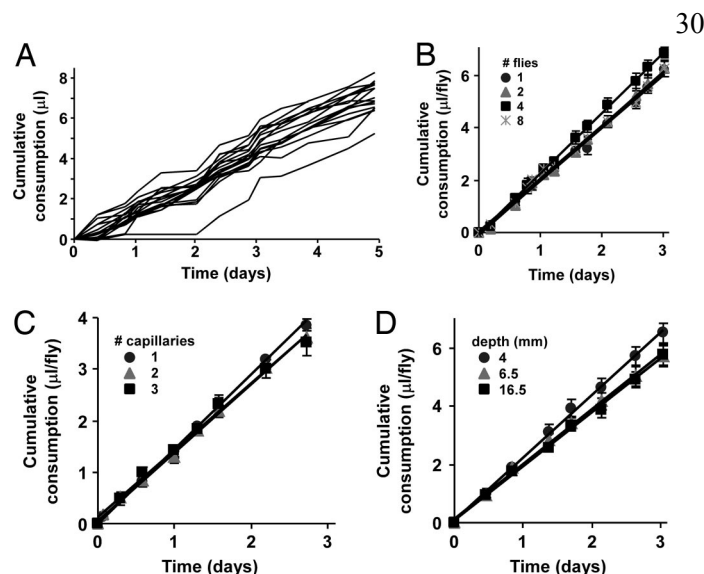 30
A
Cumulative
consumption (µl)
8
6
4
2
0
0 1 2 3 4 5
Time (days)
B
Cumulative
consumption (µl/fly)
# flies
1
2
4
8
6
4
2
0
0 1 2 3
Time (days)
C
Cumulative
consumption (µl/fly)
# capillaries
1
2
3
4
3
2
1
0
0 1 2 3
Time (days)
D
Cumulative
consumption (µl/fly)
depth (mm)
4
6.5
16.5
6
4
2
0
0 1 2 3
Time (days)